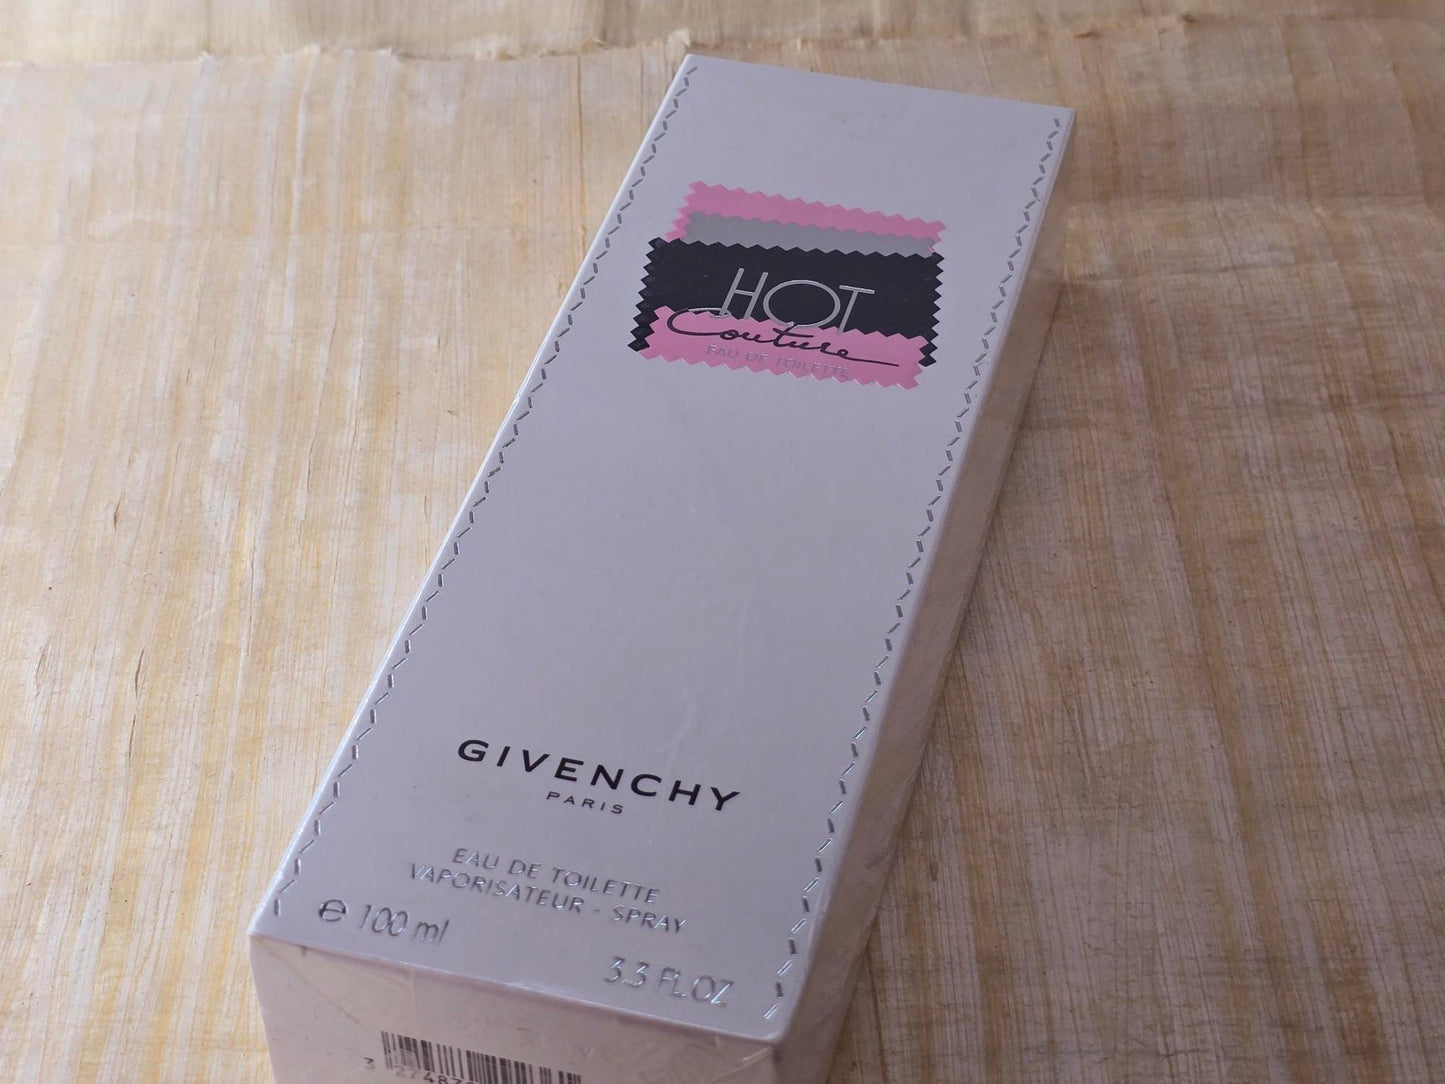 HOT
Couture
EAU DE TOILETTE
GIVENCHY
PARIS
EAU DE TOILETTE
VAPORISATEUR - SPRAY
℮ 100 ml
3.3 FL.OZ